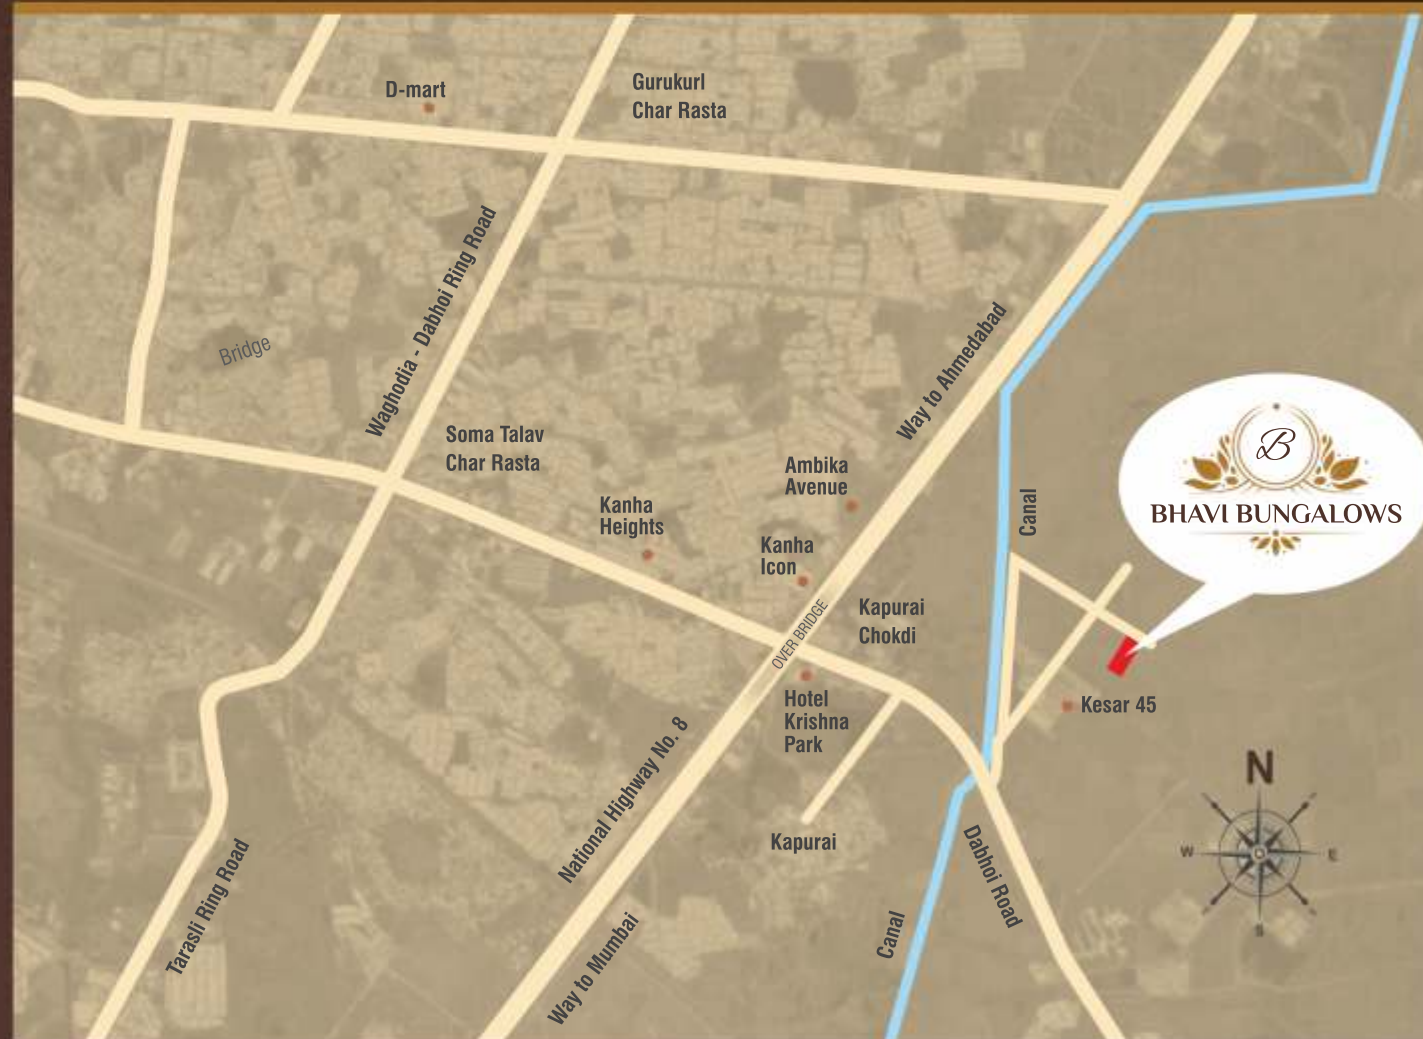 D-mart
Gurukurl
Char Rasta
Waghodia - Dabhoi Ring Road
Bridge
Way to Ahmedabad
Soma Talav
Char Rasta
Ambika
Avenue
Kanha
Heights
Kanha
Icon
Canal
B
BHAVI BUNGALOWS
OVER BRIDGE
Kapurai
Chokdi
Hotel
Krishna
Park
Kesar 45
National Highway No. 8
Kapurai
Tarasli Ring Road
Way to Mumbai
Canal
Dabhoi Road
N
W
E
S